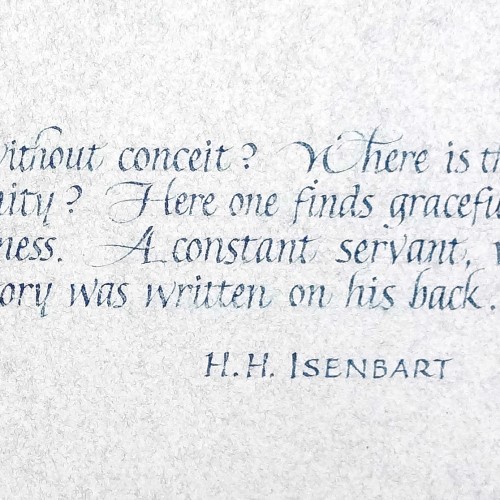 without conceit? Where is th
nity? Here one finds gracefu
ness. A constant servant,
ory was written on his back.
H.H. ISENBART